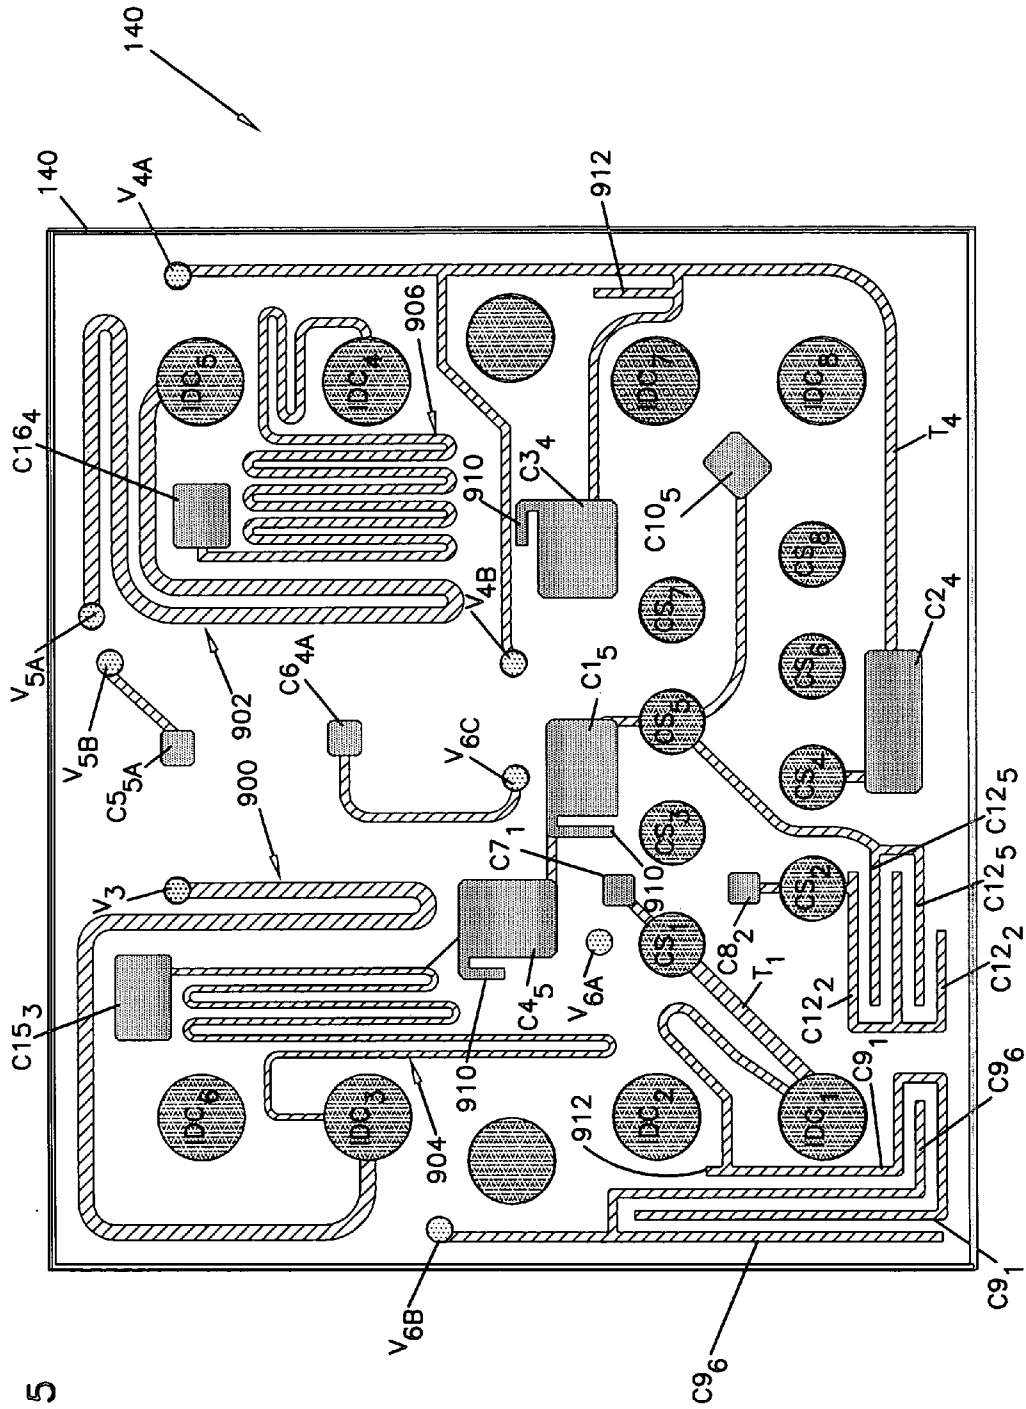 5
140
140
V4A
V5A
V5B
C164
C55A
902
C64A
900
V3
C153
IDC5
IDC4
906
910
C34
V4B
V6C
C15
C71
910
C45
V6A
910
904
IDC6
IDC3
912
IDC7
IDC8
C105
CS7
CS8
CS6
CS5
CS4
CS3
CS2
CS1
T4
C24
C125
C125
C82
C122
C122
T1
IDC2
IDC1
912
C91
C96
C91
C96
V6B